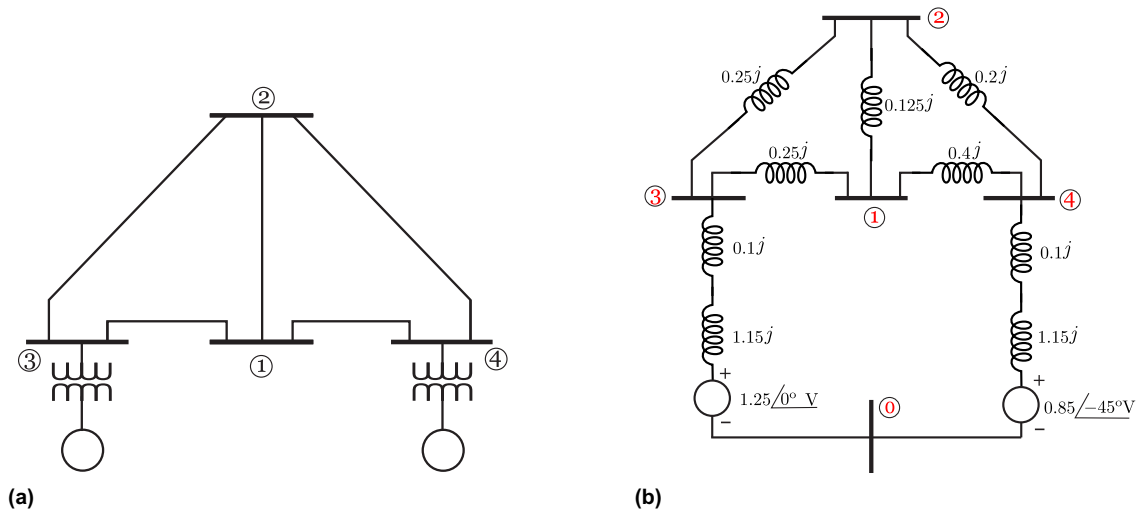 ②
③
①
④
(a)
②
0.25j
0.2j
0.125j
0.25j
0.4j
③
①
④
0.1j
0.1j
1.15j
1.15j
+
+
1.25/0° V
0.85/−45°V
−
−
⓪
(b)